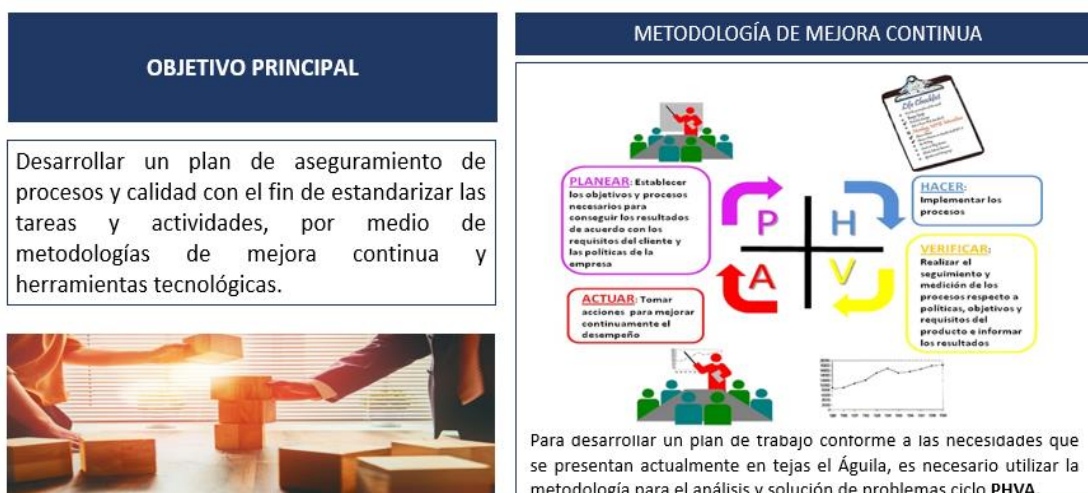 OBJETIVO PRINCIPAL
Desarrollar un plan de aseguramiento de
procesos y calidad con el fin de estandarizar las
tareas y actividades, por medio de
metodologías de mejora continua y
herramientas tecnológicas.
METODOLOGÍA DE MEJORA CONTINUA
Life Checklist
PLANEAR: Establecer
los objetivos y procesos
necesarios para
conseguir los resultados
de acuerdo con los
requisitos del cliente y
las políticas de la
empresa
P
H
HACER:
Implementar los
procesos
A
V
VERIFICAR:
Realizar el
seguimiento y
medición de los
procesos respecto a
políticas, objetivos y
requisitos del
producto e informar
los resultados
ACTUAR: Tomar
acciones para mejorar
continuamente el
desempeño
Para desarrollar un plan de trabajo conforme a las necesidades que
se presentan actualmente en tejas el Águila, es necesario utilizar la
metodología para el análisis y solución de problemas ciclo PHVA.